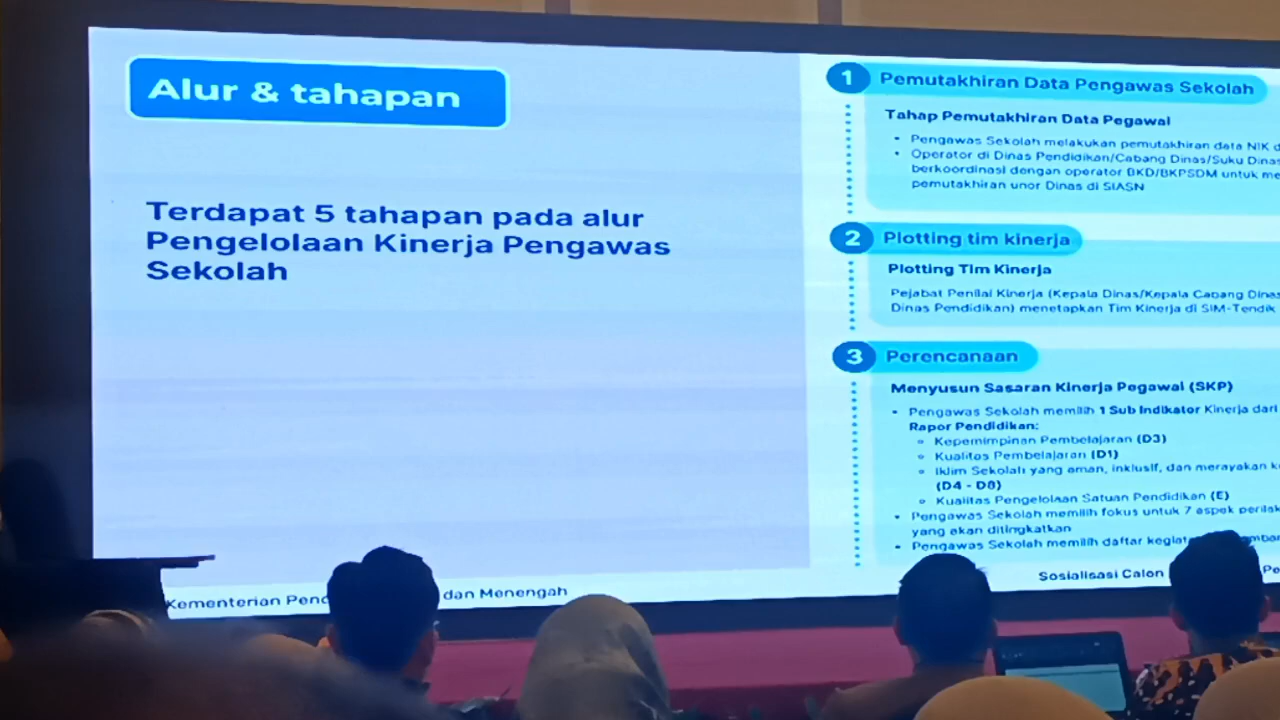 Alur & tahapan
Terdapat 5 tahapan pada alur
Pengelolaan Kinerja Pengawas
Sekolah
1 Pemutakhiran Data Pengawas Sekolah
Tahap Pemutakhiran Data Pegawai
• Pengawas Sekolah melakukan pemutakhiran data NIK
• Operator di Dinas Pendidikan/Cabang Dinas/Suku Dinas
berkoordinasi dengan operator BKD/BKPSDM untuk
pemutakhiran unor Dinas di SIASN
2 Plotting tim kinerja
Plotting Tim Kinerja
Pejabat Penilai Kinerja (Kepala Dinas/Kepala Cabang Dinas
Dinas Pendidikan) menetapkan Tim Kinerja di SIM-Tendik
3 Perencanaan
Menyusun Sasaran Kinerja Pegawai (SKP)
• Pengawas Sekolah memilih 1 Sub Indikator Kinerja dari
Rapor Pendidikan:
Kepemimpinan Pembelajaran (D3)
Kualitas Pembelajaran (D1)
Iklim Sekolah yang aman, inklusif, dan merayakan
(D4 - D8)
Kualitas Pengelolaan Satuan Pendidikan (E)
• Pengawas Sekolah memilih fokus untuk 7 aspek
yang akan ditingkatkan
• Pengawas Sekolah memilih daftar
Kementerian dan Menengah
Sosialisasi Calon